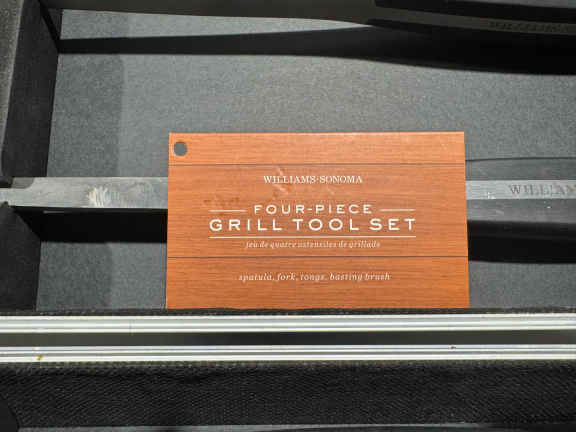 WILLIAMS-SONOMA
FOUR-PIECE
GRILL TOOL SET
jeu de quatre ustensiles de grillade
spatula, fork, tongs, basting brush
WILLIAM